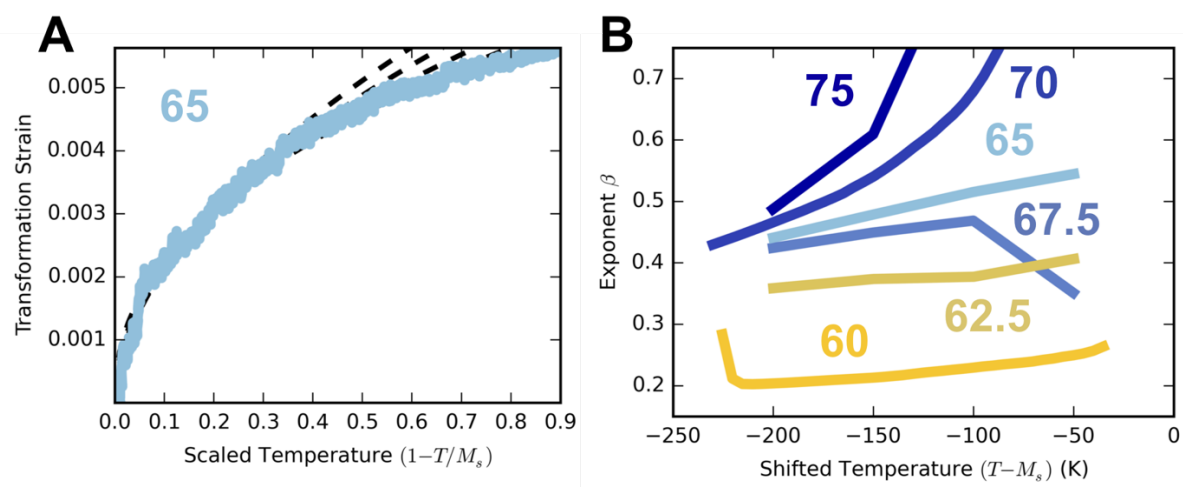 A
65
0.005
0.004
0.003
0.002
0.001
0.0 0.1 0.2 0.3 0.4 0.5 0.6 0.7 0.8 0.9
Transformation Strain
Scaled Temperature (1−T/Ms)
B
75
70
65
67.5
62.5
60
0.7
0.6
0.5
0.4
0.3
0.2
−250 −200 −150 −100 −50 0
Exponent β
Shifted Temperature (T−Ms) (K)